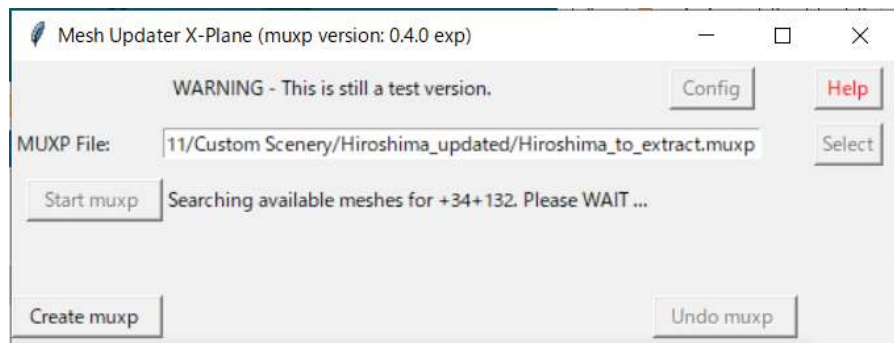 Mesh Updater X-Plane (muxp version: 0.4.0 exp)
WARNING - This is still a test version. Config Help
MUXP File: 11/Custom Scenery/Hiroshima_updated/Hiroshima_to_extract.muxp Select
Start muxp Searching available meshes for +34+132. Please WAIT ...
Create muxp Undo muxp